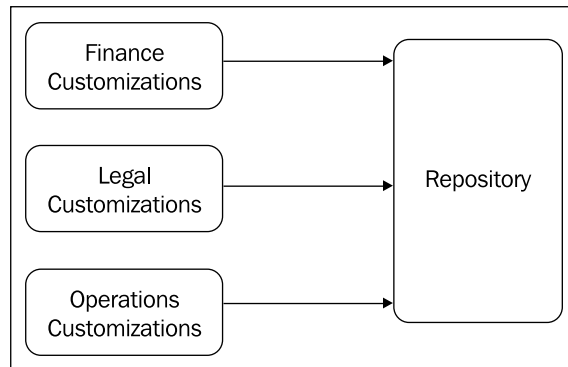 Finance
Customizations
Legal
Customizations
Repository
Operations
Customizations